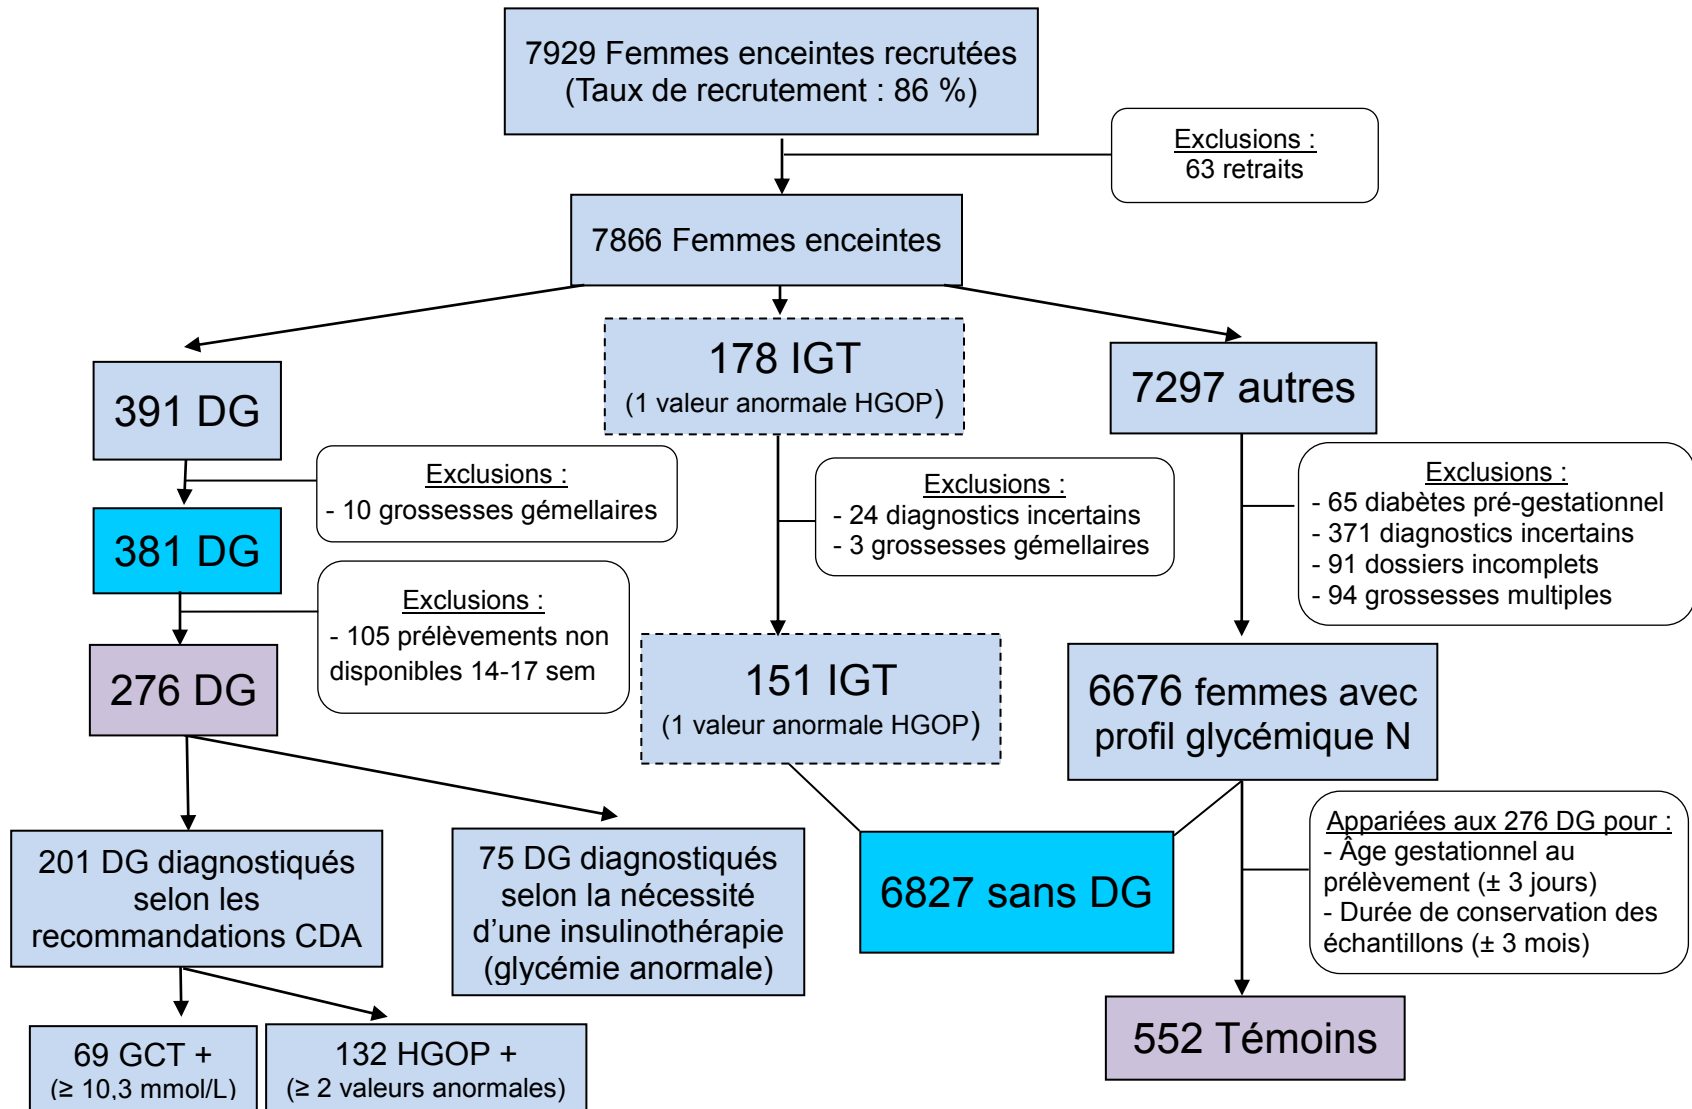 7929 Femmes enceintes recrutées
(Taux de recrutement : 86 %)
Exclusions :
63 retraits
7866 Femmes enceintes
391 DG
178 IGT
(1 valeur anormale HGOP)
7297 autres
Exclusions :
- 10 grossesses gémellaires
Exclusions :
- 24 diagnostics incertains
- 3 grossesses gémellaires
Exclusions :
- 65 diabètes pré-gestationnel
- 371 diagnostics incertains
- 91 dossiers incomplets
- 94 grossesses multiples
381 DG
Exclusions :
- 105 prélèvements non
disponibles 14-17 sem
276 DG
151 IGT
(1 valeur anormale HGOP)
6676 femmes avec
profil glycémique N
201 DG diagnostiqués
selon les
recommandations CDA
75 DG diagnostiqués
selon la nécessité
d'une insulinothérapie
(glycémie anormale)
6827 sans DG
Appariées aux 276 DG pour :
- Âge gestationnel au
prélèvement (± 3 jours)
- Durée de conservation des
échantillons (± 3 mois)
69 GCT +
(≥ 10,3 mmol/L)
132 HGOP +
(≥ 2 valeurs anormales)
552 Témoins